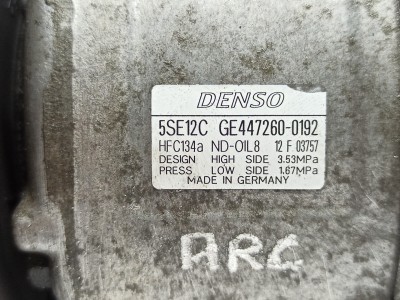 DENSO
5SE12C GE447260-0192
HFC134a ND-OIL8 12 F 03757
DESIGN HIGH SIDE 3.53MPa
PRESS LOW SIDE 1.67MPa
MADE IN GERMANY
ARG